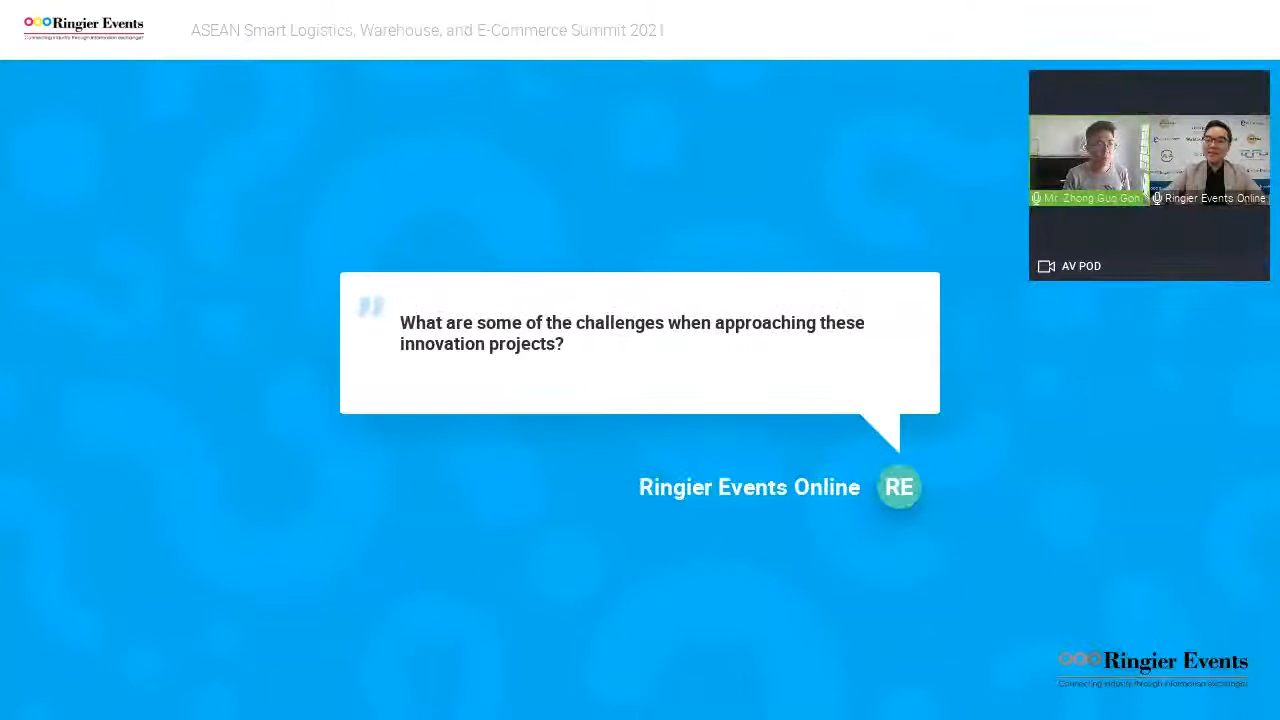 Ringier Events
Connecting industry through information exchange!
ASEAN Smart Logistics, Warehouse, and E-Commerce Summit 2021
Mr. Zhong Guo Gon
Ringier Events Online
AV POD
What are some of the challenges when approaching these
innovation projects?
Ringier Events Online
RE
Ringier Events
Connecting industry through information exchange!